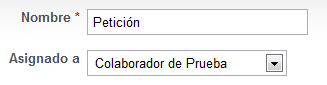 Nombre * Petición
Asignado a Colaborador de Prueba